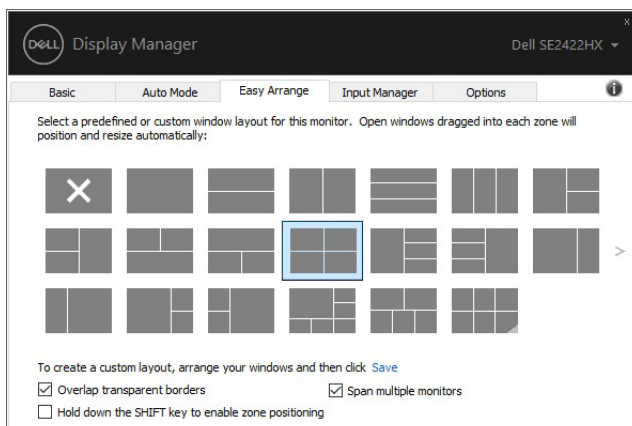 DELL Display Manager Dell SE2422HX
Basic Auto Mode Easy Arrange Input Manager Options
Select a predefined or custom window layout for this monitor. Open windows dragged into each zone will
position and resize automatically:
To create a custom layout, arrange your windows and then click Save
Overlap transparent borders Span multiple monitors
Hold down the SHIFT key to enable zone positioning